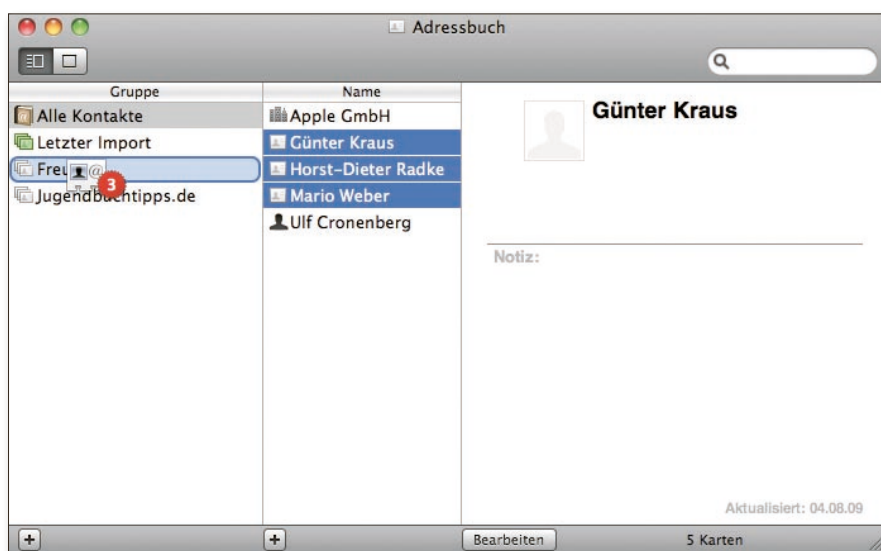 Adressbuch
Gruppe
Name
Alle Kontakte
Letzter Import
Jugendbuchtipps.de
Apple GmbH
Günter Kraus
Horst-Dieter Radke
Mario Weber
Ulf Cronenberg
Günter Kraus
Notiz:
Aktualisiert: 04.08.09
Bearbeiten
5 Karten
@
3